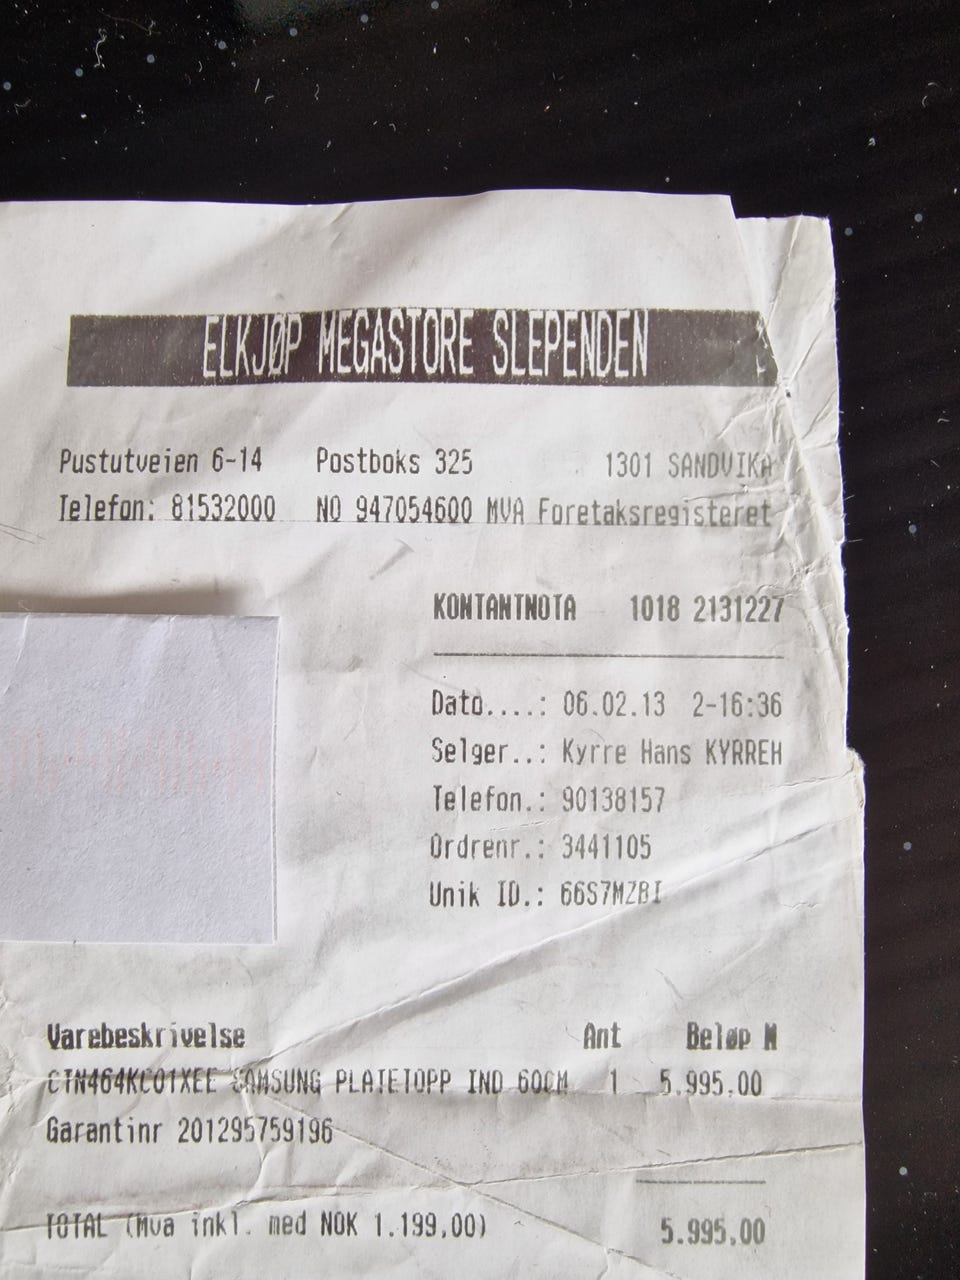 ELKJØP MEGASTORE SLEPENDEN
Pustutveien 6-14 Postboks 325 1301 SANDVIKA
Telefon: 81532000 NO 947054600 MVA Foretaksregisteret
KONTANTNOTA 1018 2131227
Dato....: 06.02.13 2-16:36
Selger..: Kyrre Hans KYRREH
Telefon.: 90138157
Ordrenr.: 3441105
Unik ID.: 66S7MZBI
Varebeskrivelse Ant Beløp M
CTN464KC01XEE SAMSUNG PLATETOPP IND 60CM 1 5.995.00
Garantinr 201295759196
TOTAL (Mva inkl. med NOK 1.199,00) 5.995,00